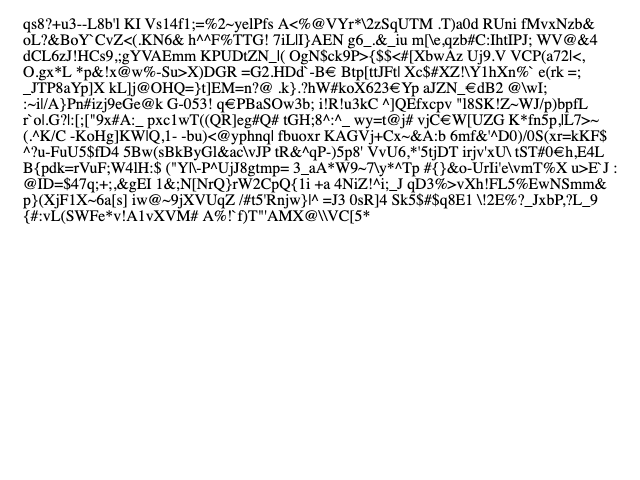 qs8?+u3--L8b'l KI Vs14f1;=%2~yelPfs A<%@VYr*\2zSqUTM .T)a0d RUni fMvxNzb&
oL?&BoY`CvZ<(.KN6& h^^F%TTG! 7iLlI}AEN g6_.&_iu m[\e,qzb#C:IhtIPJ; WV@&4
dCL6zJ!HCs9,;gYVAEmm KPUDtZN_|( OgN$ck9P>{$$<#[XbwAz Uj9.V VCP(a72|<,
O.gx*L *p&!x@w%-Su>X)DGR =G2.HDd`-B€ Btp[ttJFt| Xc$#XZ!\Y1hXn%` e(rk =;
_JTP8aYp]X kL]j@OHQ=}t]EM=n?@ .k}.?hW#koX623€Yp aJZN_€dB2 @\wI;
:~il/A}Pn#izj9eGe@k G-053! q€PBaSOw3b; i!R!u3kC ^]QEfxcpv "l8SK!Z~WJ/p)bpfL
r`ol.G?l:[;["9x#A:_ pxc1wT((QR]eg#Q# tGH;8^:^_ wy=t@j# vjC€W[UZG K*fn5p,lL7>~
(.^K/C -KoHg]KW|Q,1- -bu)<@yphnq| fbuoxr KAGVj+Cx~&A:b 6mf&'^D0)/0S(xr=kKF$
^?u-FuU5$fD4 5Bw(sBkByGl&ac\vJP tR&^qP-)5p8' VvU6,*'5tjDT irjv'xU\ tST#0€h,E4L
B{pdk=rVuF;W4lH:$ ("Y|\-P^UjJ8gtmp= 3_aA*W9~7\y*^Tp #{}&o-UrIi'e\vmT%X u>E`J :
@ID=$47q;+;,&gEI 1&;N[NrQ}rW2CpQ{1i +a 4NiZ!^i;_J qD3%>vXh!FL5%EwNSmm&
p}(XjF1X~6a[s] iw@~9jXVUqZ /#t5'Rnjw}|^ =J3 0sR]4 Sk5$#$q8E1 \!2E%?_JxbP,?L_9
{#:vL(SWFe*v!A1vXVM# A%!`f)T"'AMX@\\VC[5*